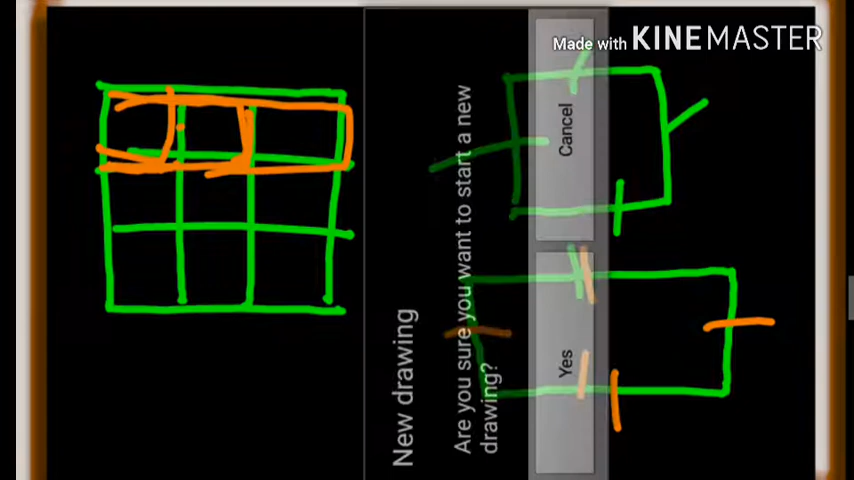 Made with KINEMASTER
New drawing
Are you sure you want to start a new
drawing?
Yes
Cancel